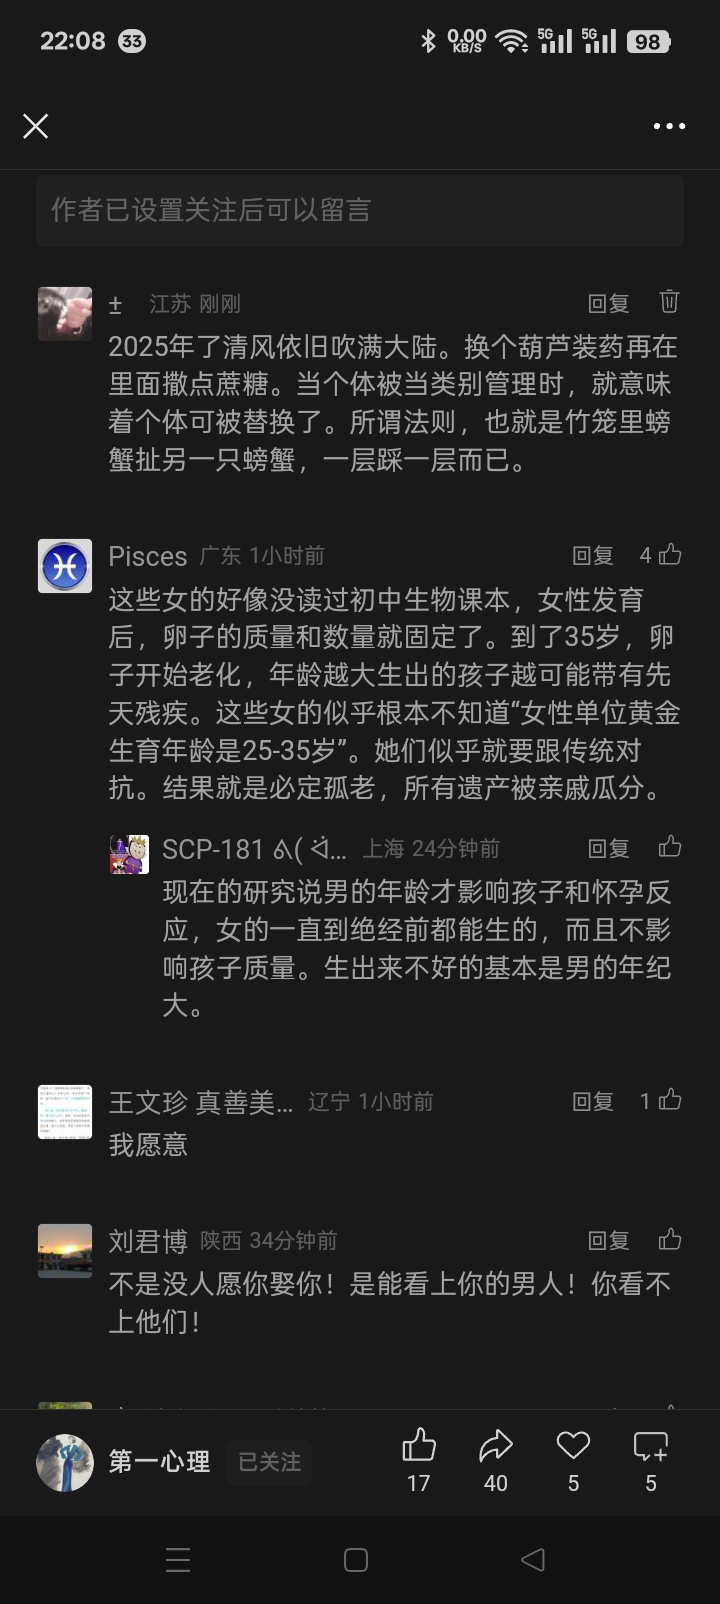 22:08 33 0.00 KB/S 5G 5G 98
作者已设置关注后可以留言
± 江苏 刚刚 回复
2025年了清风依旧吹满大陆。换个葫芦装药再在
里面撒点蔗糖。当个体被当类别管理时，就意味
着个体可被替换了。所谓法则，也就是竹笼里螃
蟹扯另一只螃蟹，一层踩一层而已。
Pisces 广东 1小时前 回复 4
这些女的好像没读过初中生物课本，女性发育
后，卵子的质量和数量就固定了。到了35岁，卵
子开始老化，年龄越大生出的孩子越可能带有先
天残疾。这些女的似乎根本不知道“女性单位黄金
生育年龄是25-35岁”。她们似乎就要跟传统对
抗。结果就是必定孤老，所有遗产被亲戚瓜分。
SCP-181 上海 24分钟前 回复
现在的研究说男的年龄才影响孩子和怀孕反
应，女的一直到绝经前都能生的，而且不影
响孩子质量。生出来不好的基本是男的年纪
大。
王文珍 真善美... 辽宁 1小时前 回复 1
我愿意
刘君博 陕西 34分钟前 回复
不是没人愿你娶你！是能看上你的男人！你看不
上他们！
第一心理 已关注 17 40 5 5